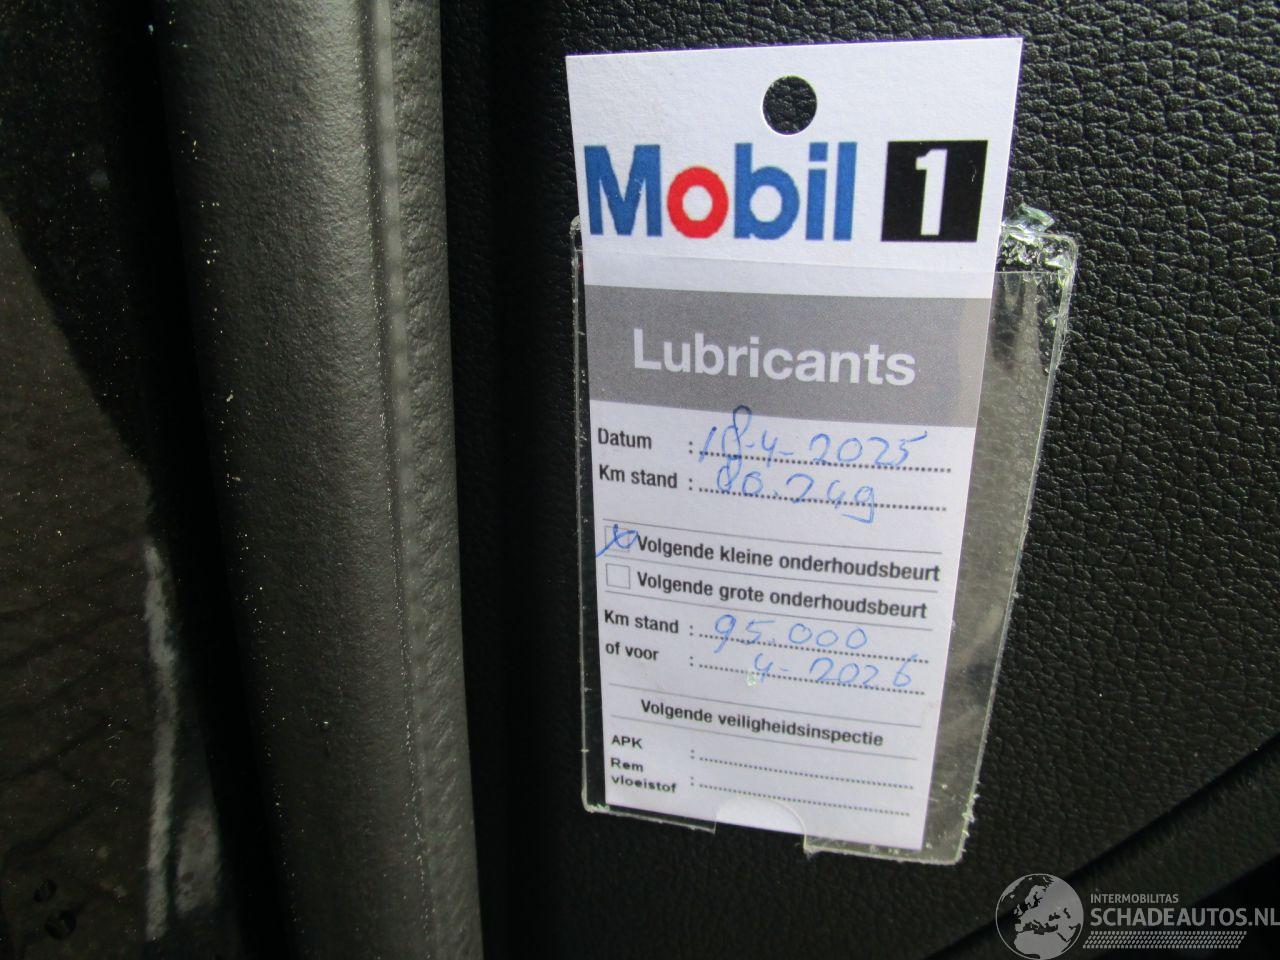 Mobil 1
Lubricants
Datum : 18-4-2025
Km stand : 80.249
Volgende kleine onderhoudsbeurt
Volgende grote onderhoudsbeurt
Km stand : 95.000
of voor : 4-2026
Volgende veiligheidsinspectie
APK :
Rem
vloeistof :
INTERMOBILITAS
SCHADEAUTOS.NL